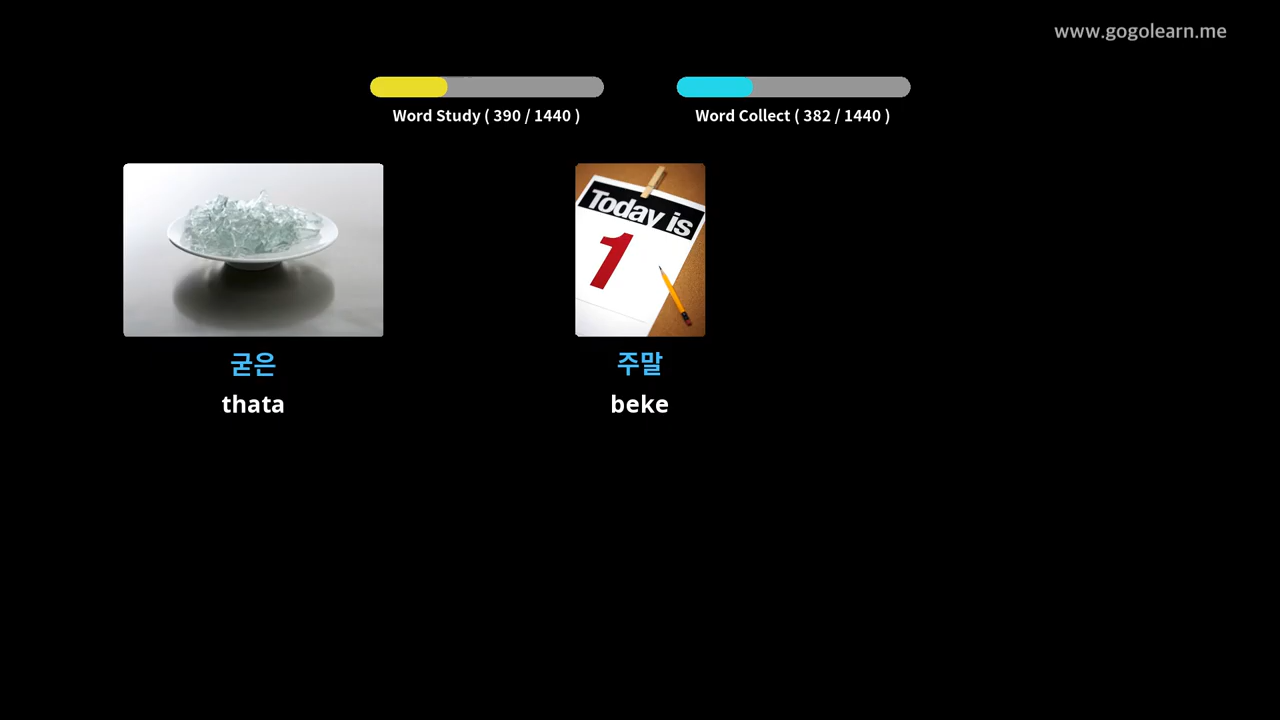 www.gogolearn.me
Word Study ( 390 / 1440 )
Word Collect ( 382 / 1440 )
Today is
1
굳은
주말
thata
beke